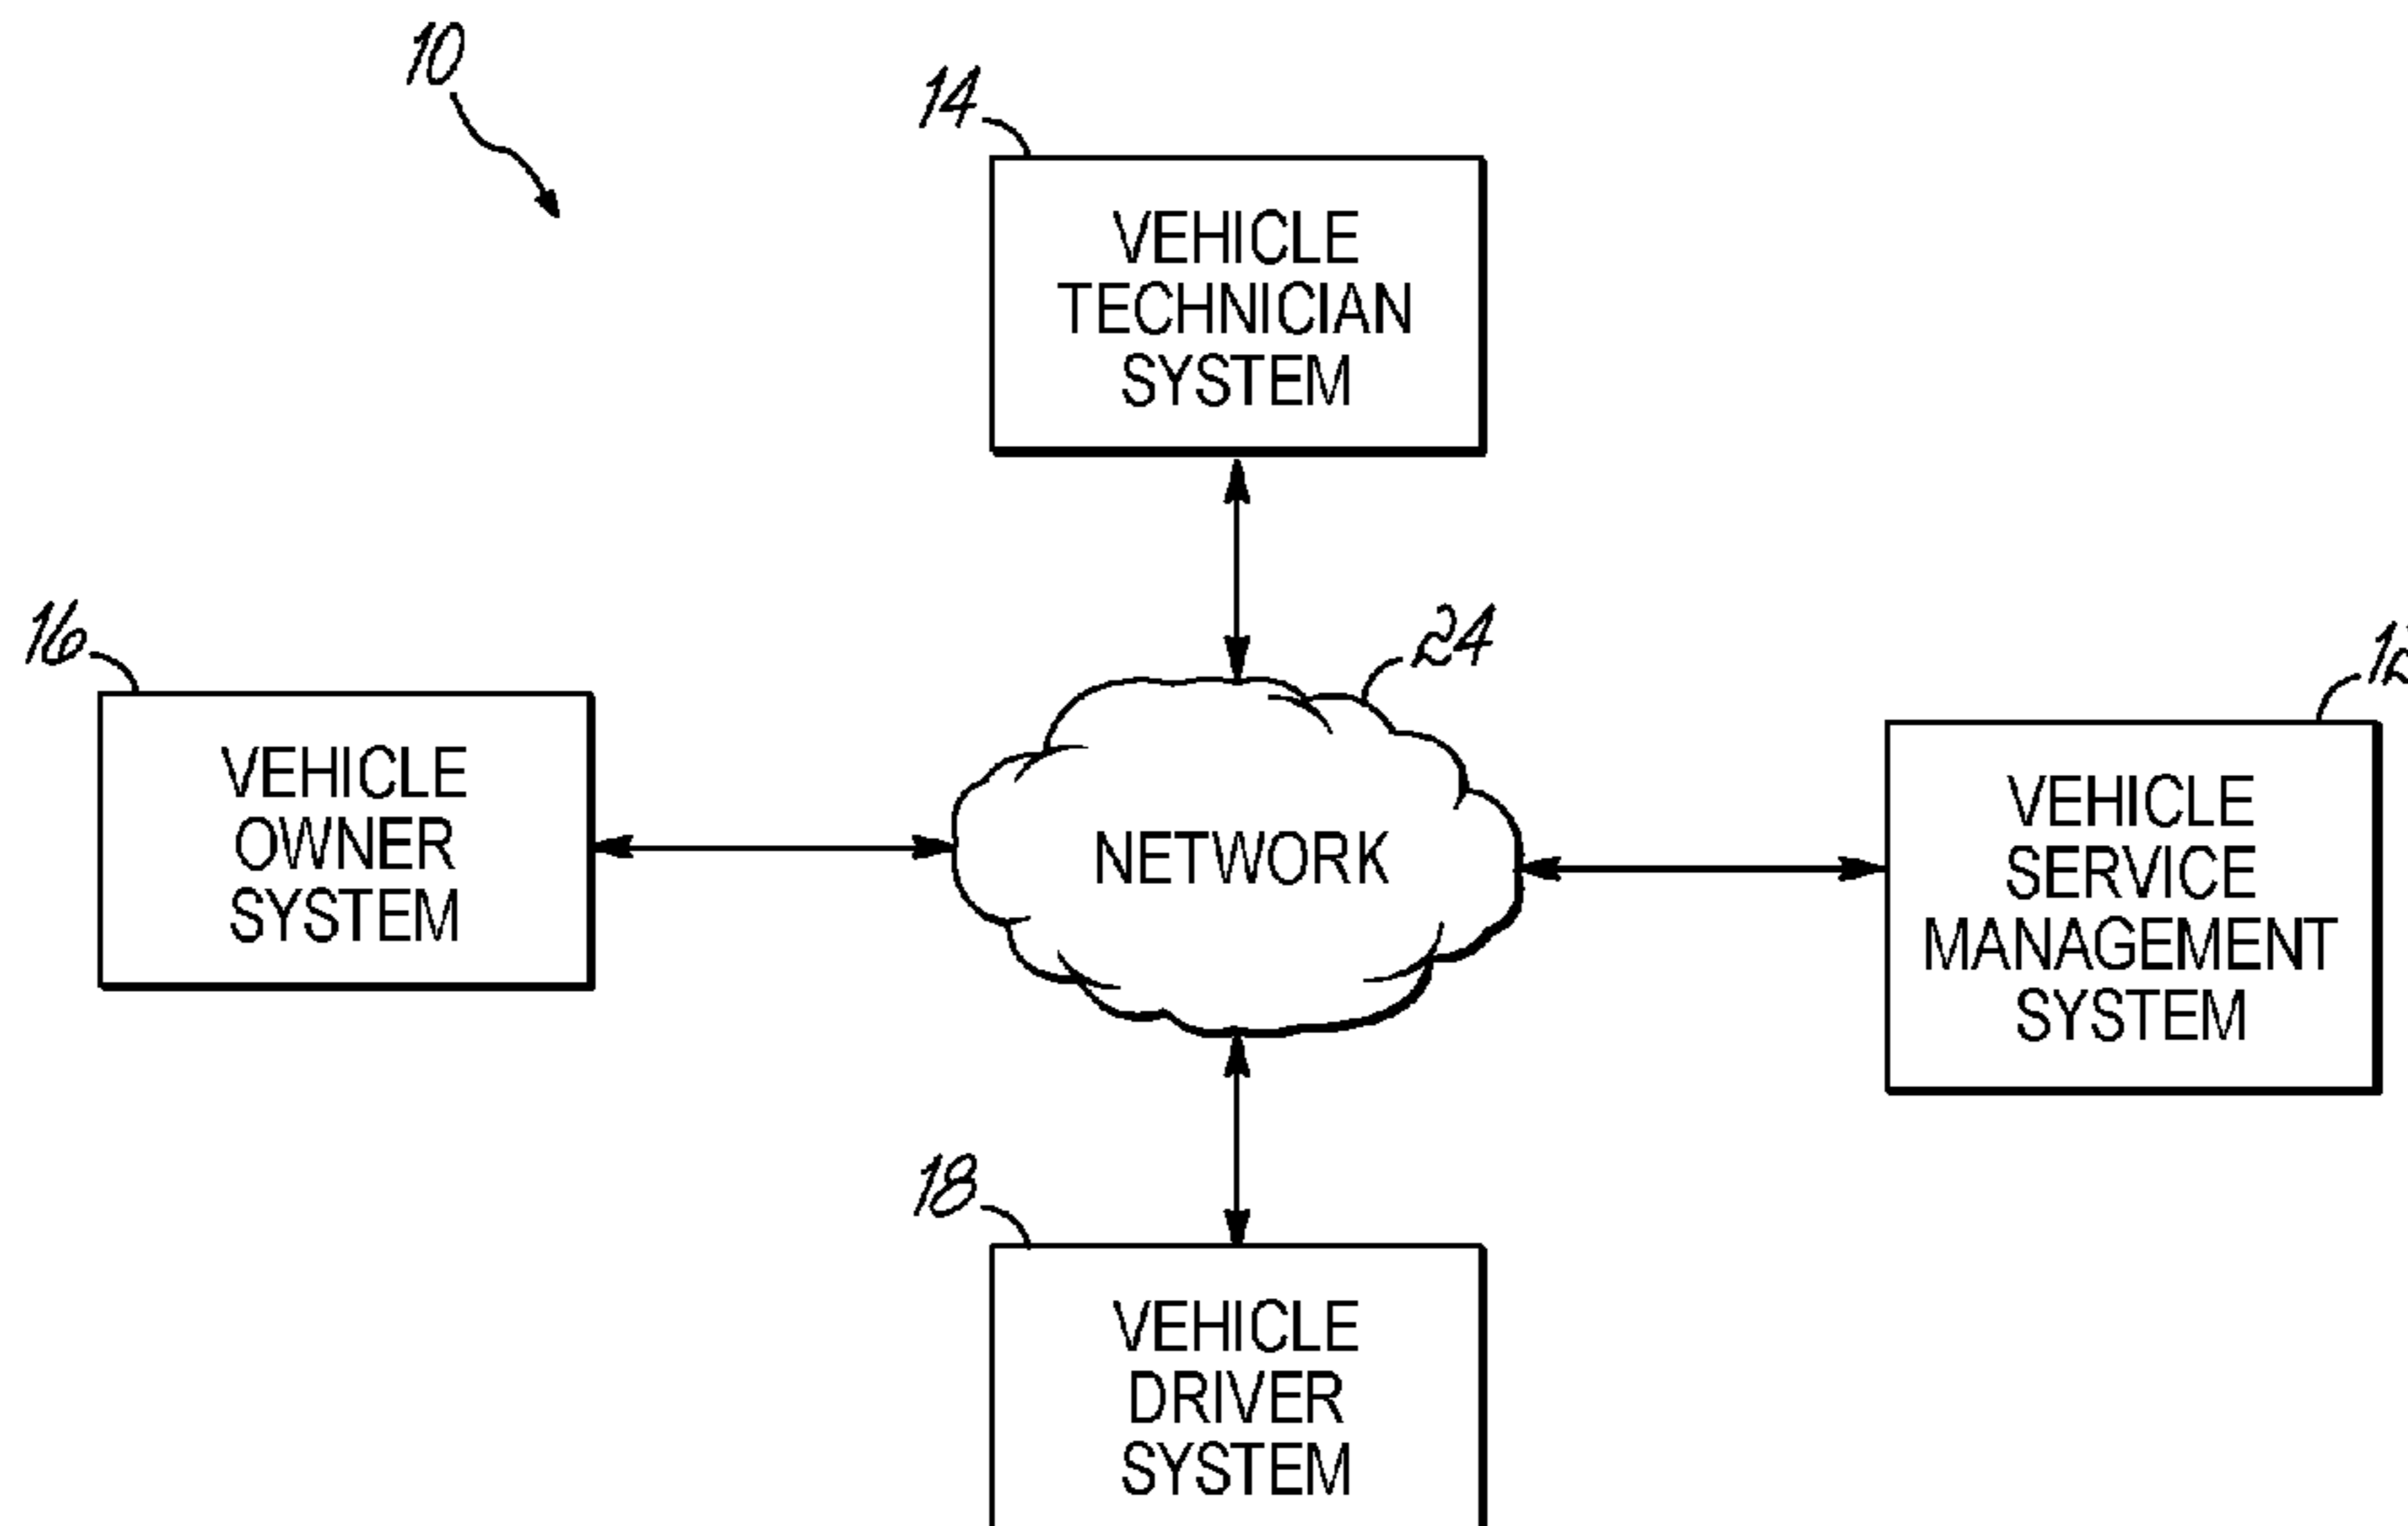 10
14
VEHICLE
TECHNICIAN
SYSTEM
16
24
VEHICLE
OWNER
SYSTEM
NETWORK
VEHICLE
SERVICE
MANAGEMENT
SYSTEM
18
VEHICLE
DRIVER
SYSTEM